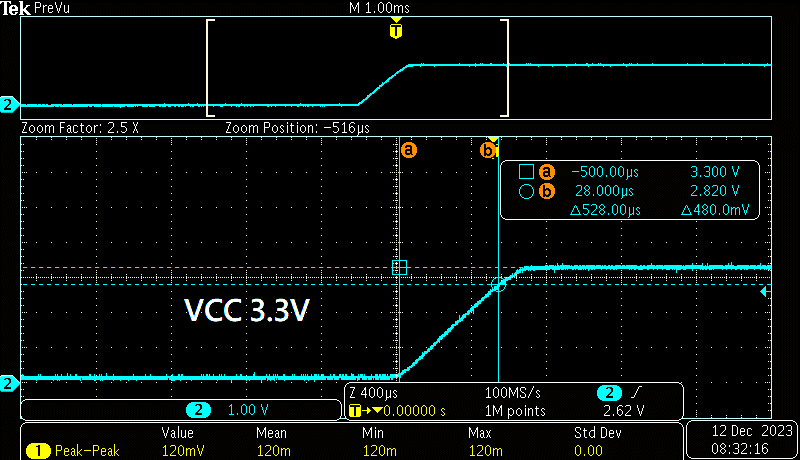 Tek PreVu M 1.00ms
T
2
Zoom Factor: 2.5 X Zoom Position: −516µs
a b
a −500.00µs 3.300 V
b 28.000µs 2.820 V
Δ528.00µs Δ480.0mV
VCC 3.3V
2
2 1.00 V
Z 400µs 100MS/s 2
T→▼0.00000 s 1M points 2.62 V
Value Mean Min Max Std Dev
1 Peak−Peak 120mV 120m 120m 120m 0.00
12 Dec 2023
08:32:16